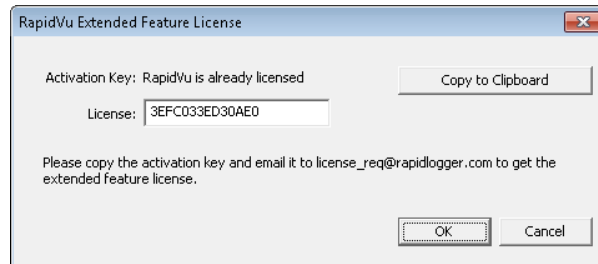 RapidVu Extended Feature License
Activation Key: RapidVu is already licensed
Copy to Clipboard
License: 3EFC033ED30AE0
Please copy the activation key and email it to license_req@rapidlogger.com to get the
extended feature license.
OK Cancel